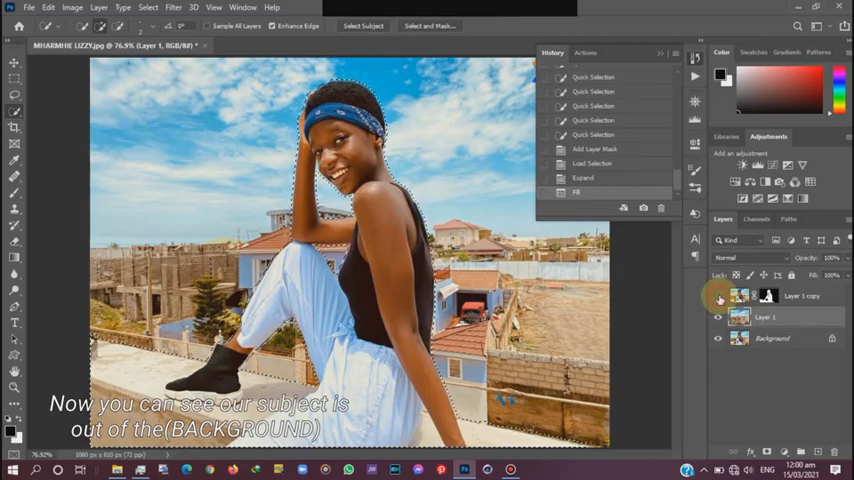 File Edit Image Layer Type Select Filter 3D View Window Help
2
0°
Sample All Layers
Enhance Edge
Select Subject
Select and Mask...
MHARMHIE LIZZY.jpg @ 76.9% (Layer 1, RGB/8#) *
History Actions
Quick Selection
Quick Selection
Quick Selection
Quick Selection
Quick Selection
Add Layer Mask
Load Selection
Expand
Fill
Color Swatches Gradients Patterns
Libraries Adjustments
Add an adjustment
Layers Channels Paths
Kind
Normal Opacity: 100%
Lock: Fill: 100%
Layer 1 copy
Layer 1
Background
Now you can see our subject is
out of the(BACKGROUND)
76.92% 1080 px x 810 px (72 ppi)
ENG
12:00 am
15/03/2021